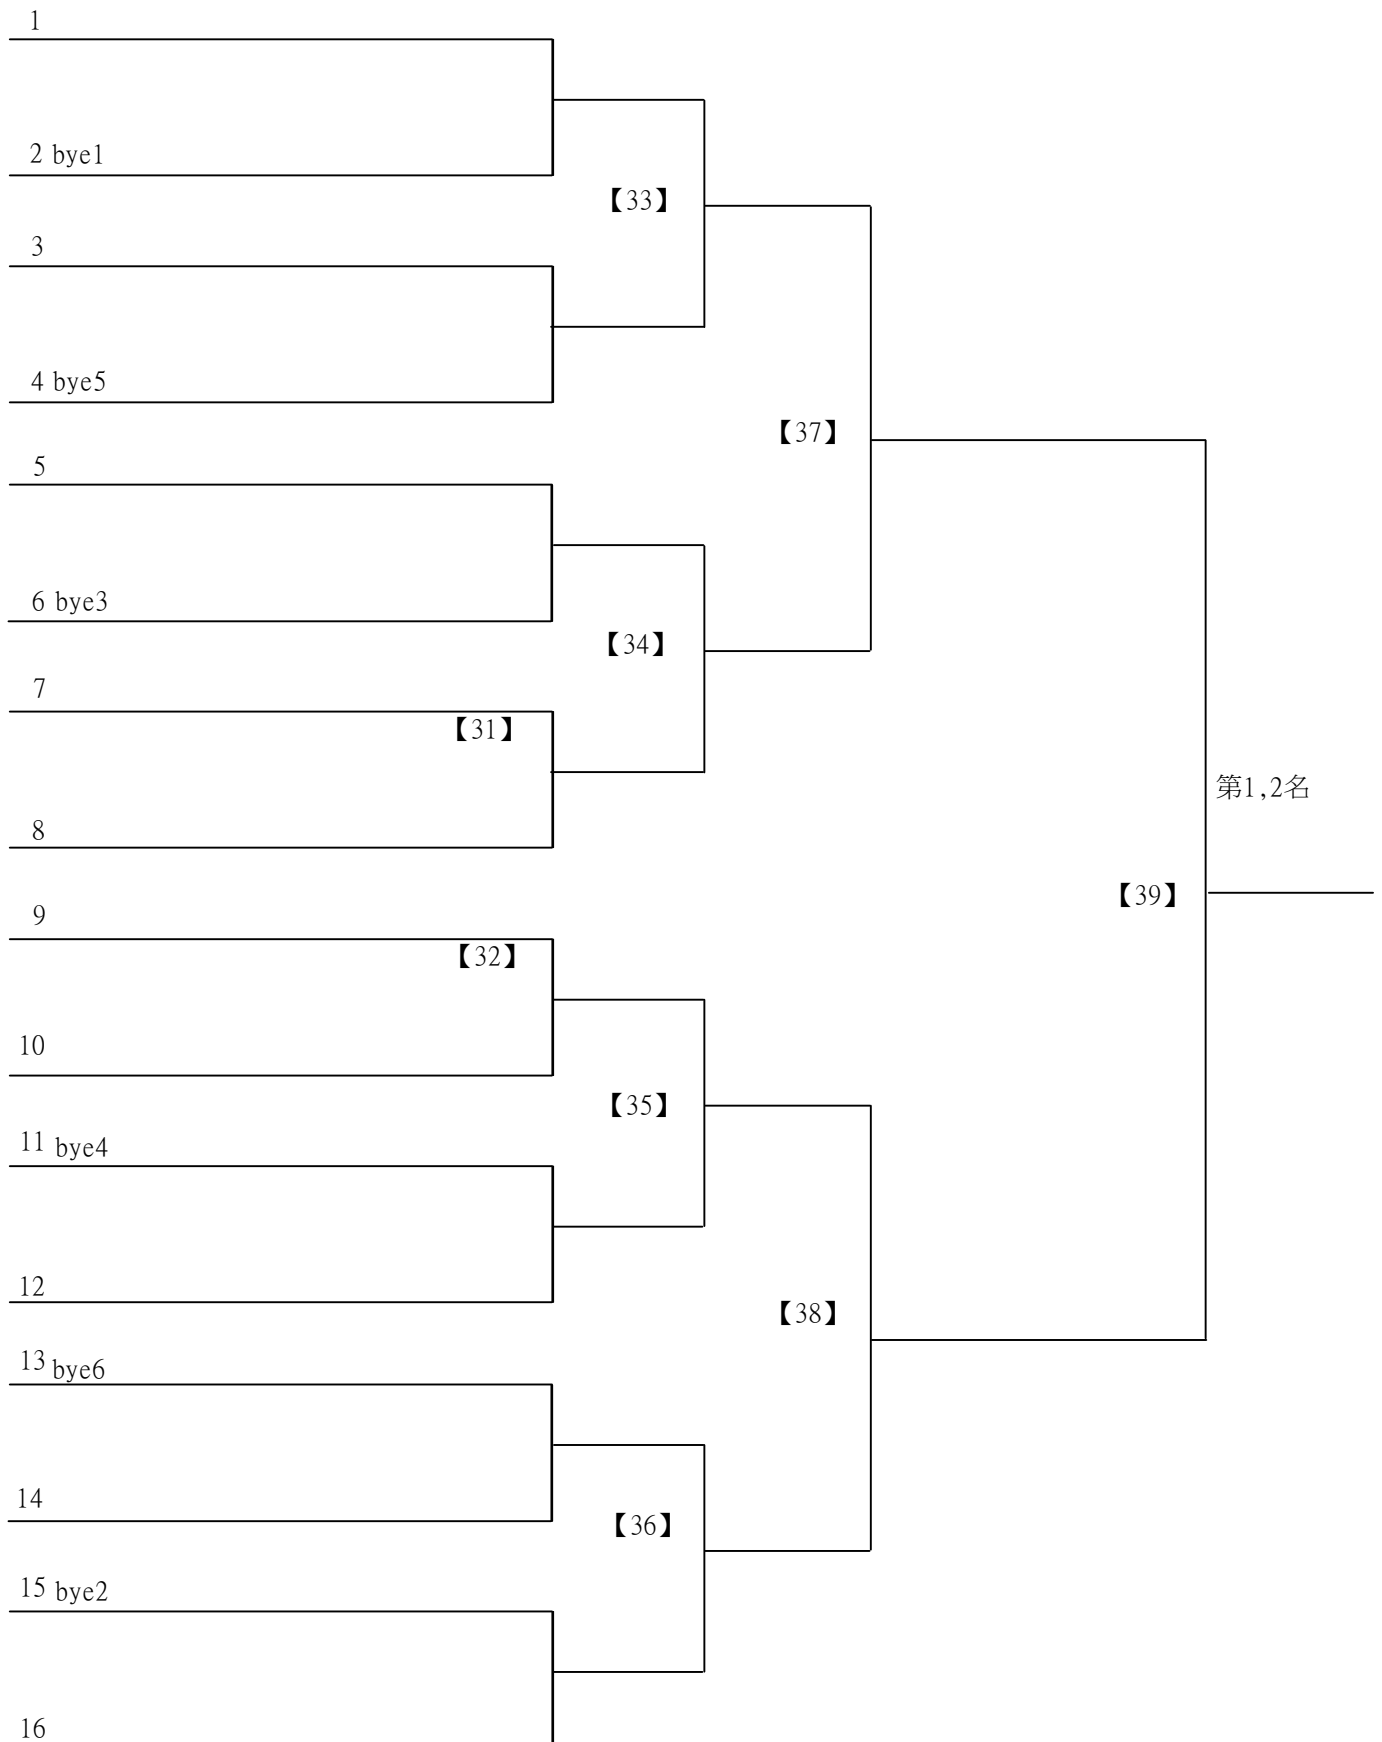 1
2 bye1
【33】
3
4 bye5
【37】
5
6 bye3
【34】
7
【31】
8
第1,2名
【39】
9
【32】
10
【35】
11 bye4
12
【38】
13 bye6
14
【36】
15 bye2
16